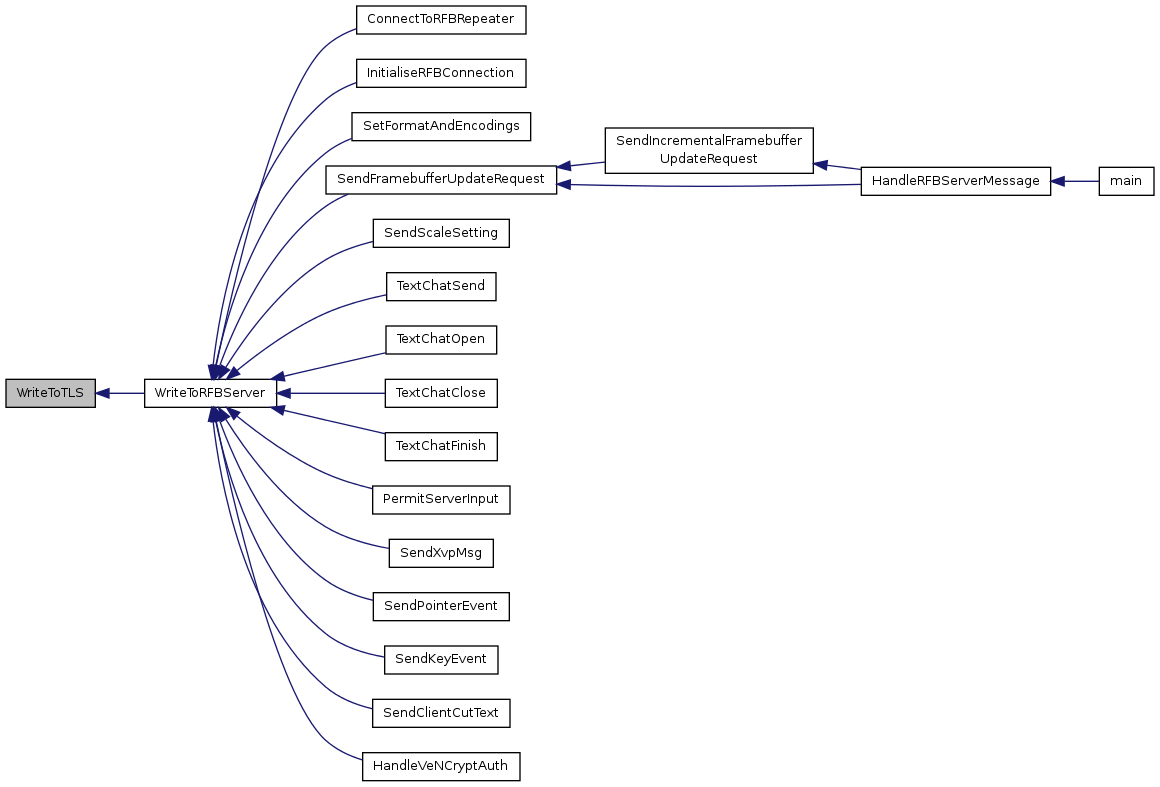 ConnectToRFBRepeater
InitialiseRFBConnection
SetFormatAndEncodings
SendIncrementalFramebuffer
UpdateRequest
SendFramebufferUpdateRequest
HandleRFBServerMessage
main
SendScaleSetting
TextChatSend
TextChatOpen
WriteToTLS
WriteToRFBServer
TextChatClose
TextChatFinish
PermitServerInput
SendXvpMsg
SendPointerEvent
SendKeyEvent
SendClientCutText
HandleVeNCryptAuth